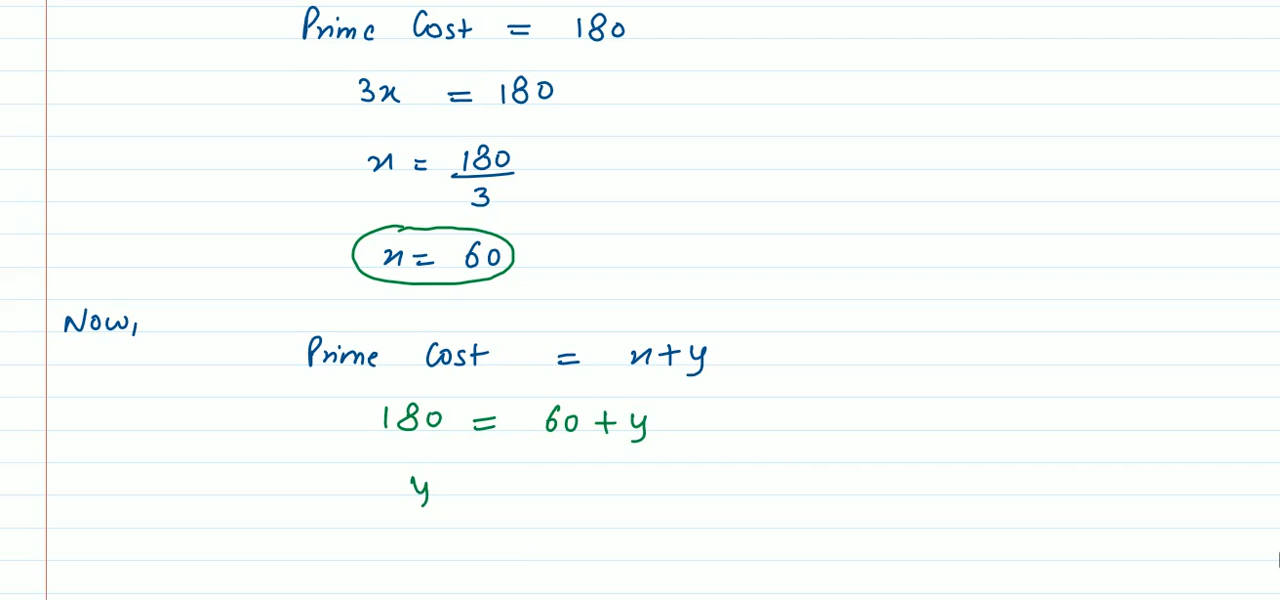 Prime Cost = 180
3x = 180
x = 180/3
x = 60
Now,
Prime Cost = x+y
180 = 60 + y
y